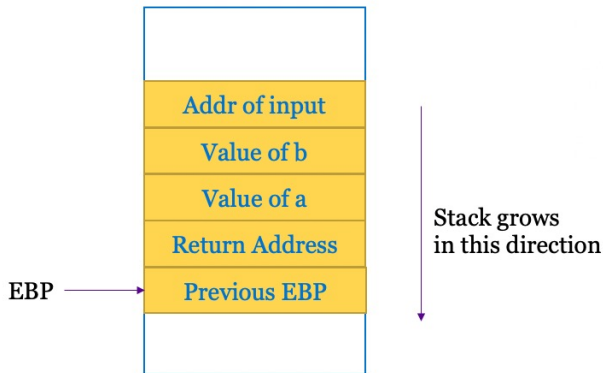 Addr of input
Value of b
Value of a
Return Address
Previous EBP
EBP
Stack grows
in this direction